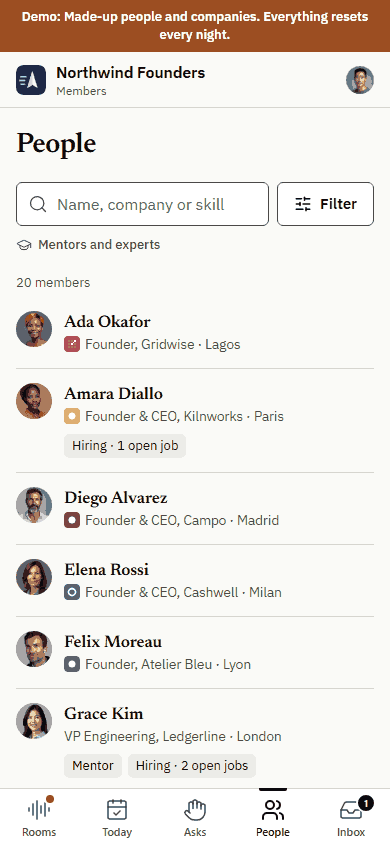 Demo: Made-up people and companies. Everything resets
every night.
Northwind Founders
Members
People
Name, company or skill
Filter
Mentors and experts
20 members
Ada Okafor
Founder, Gridwise · Lagos
Amara Diallo
Founder & CEO, Kilnworks · Paris
Hiring · 1 open job
Diego Alvarez
Founder & CEO, Campo · Madrid
Elena Rossi
Founder & CEO, Cashwell · Milan
Felix Moreau
Founder, Atelier Bleu · Lyon
Grace Kim
VP Engineering, Ledgerline · London
Mentor Hiring · 2 open jobs
1
Rooms Today Asks People Inbox